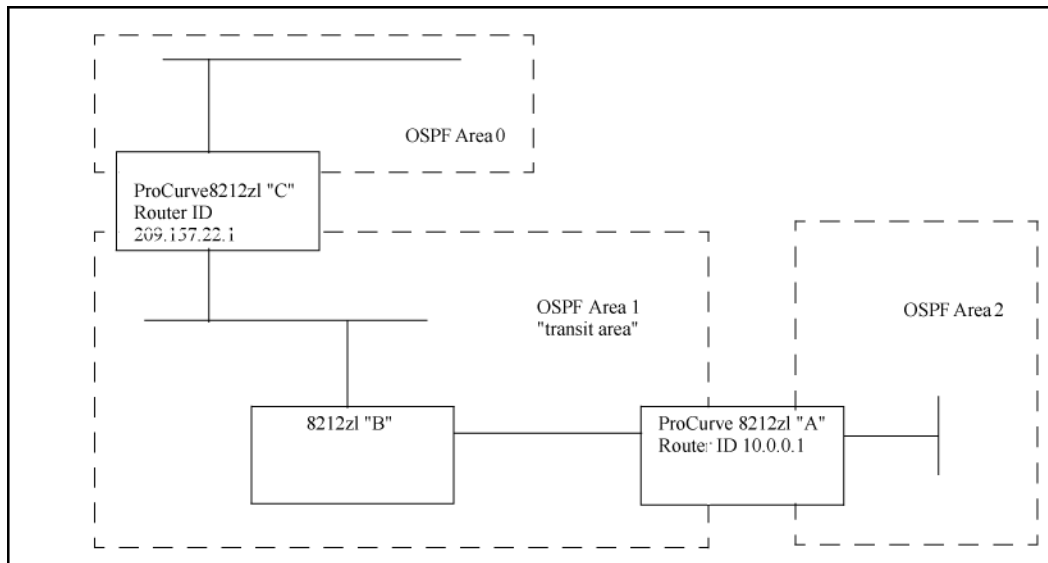 OSPF Area 0
ProCurve8212zl "C"
Router ID
209.157.22.1
OSPF Area 1
"transit area"
OSPF Area 2
8212zl "B"
ProCurve 8212zl "A"
Router ID 10.0.0.1